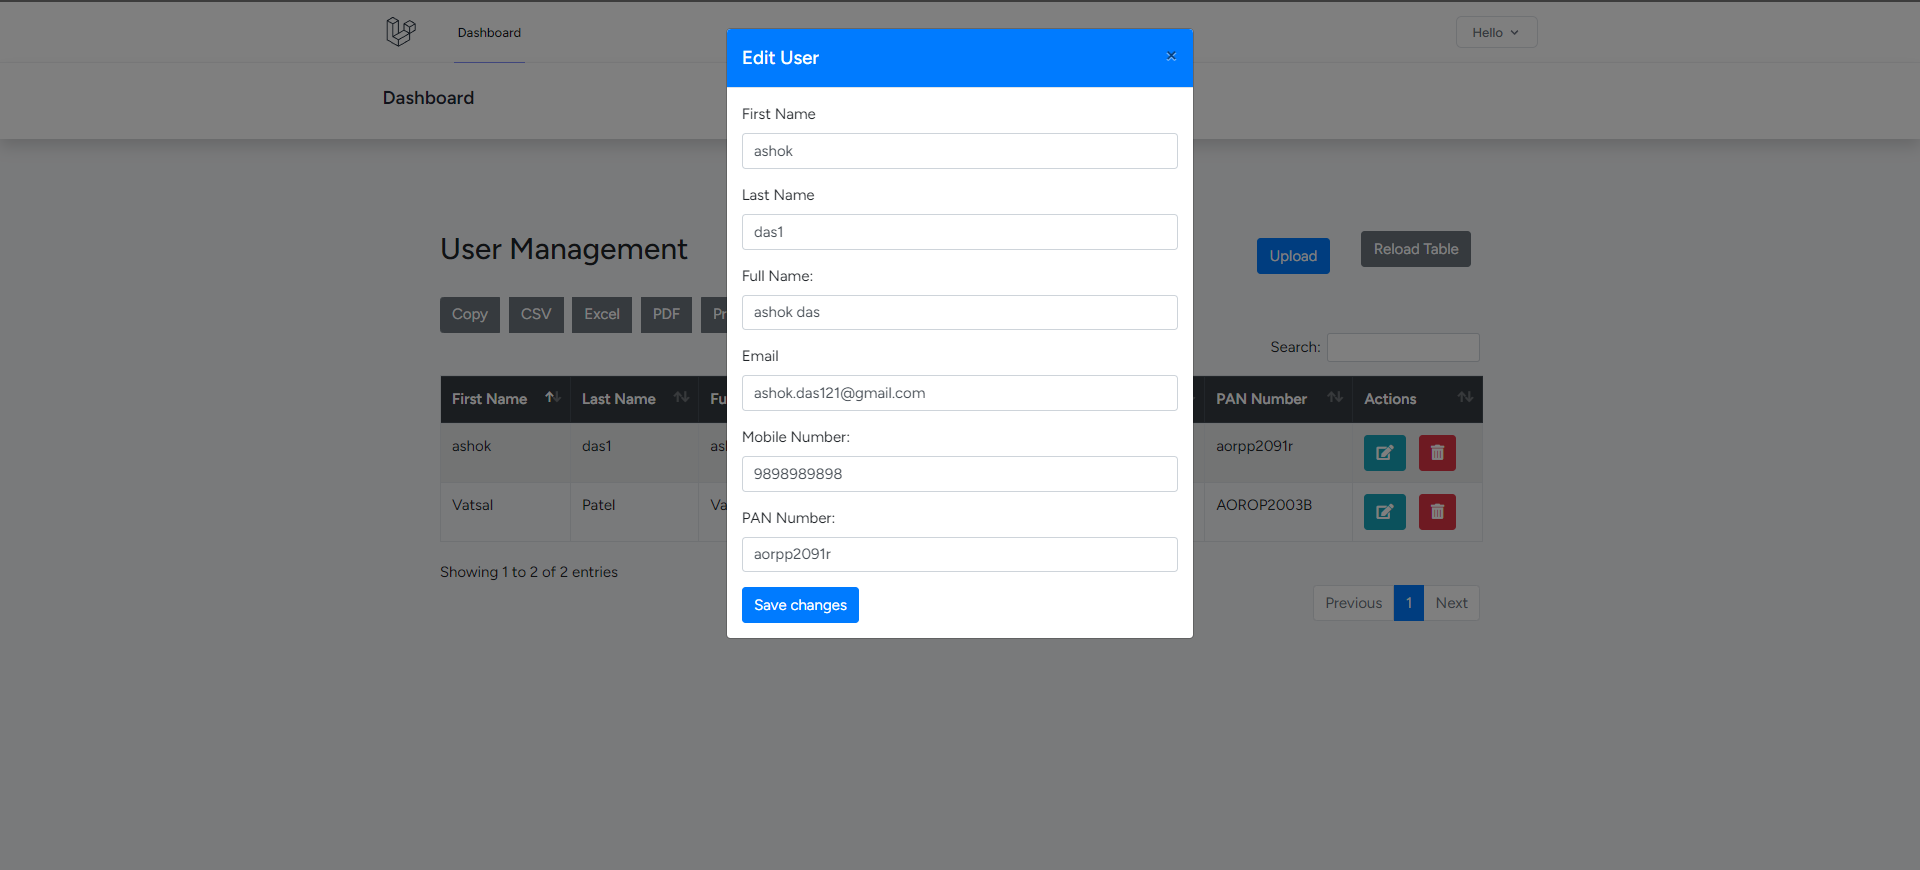 Dashboard
Hello
Dashboard
Edit User
×
First Name
ashok
Last Name
das1
Full Name:
ashok das
Email
ashok.das121@gmail.com
Mobile Number:
9898989898
PAN Number:
aorpp2091r
Save changes
User Management
Upload
Reload Table
Copy
CSV
Excel
PDF
Pr
Search:
First Name
Last Name
Fu
PAN Number
Actions
ashok
das1
as
aorpp2091r
Vatsal
Patel
Va
AOROP2003B
Showing 1 to 2 of 2 entries
Previous
1
Next